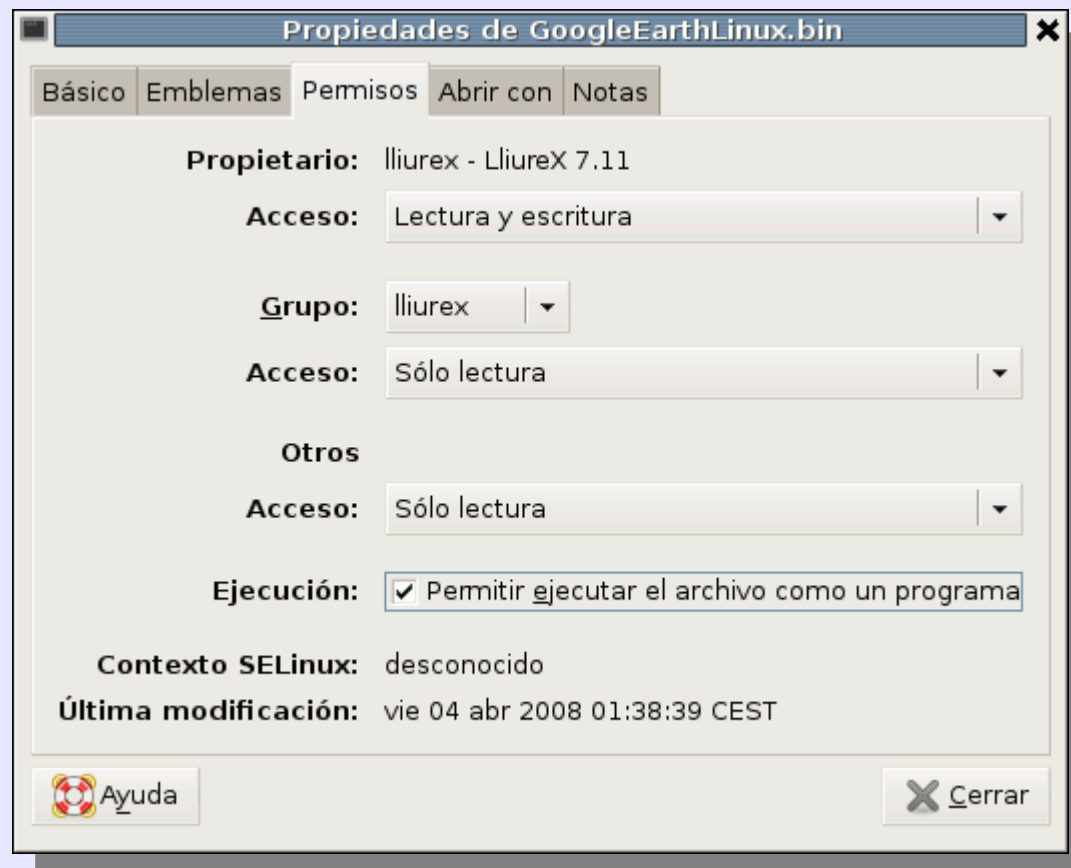 Propiedades de GoogleEarthLinux.bin
Básico Emblemas Permisos Abrir con Notas
Propietario: lliurex - LliureX 7.11
Acceso: Lectura y escritura
Grupo: lliurex
Acceso: Sólo lectura
Otros
Acceso: Sólo lectura
Ejecución: Permitir ejecutar el archivo como un programa
Contexto SELinux: desconocido
Última modificación: vie 04 abr 2008 01:38:39 CEST
Ayuda Cerrar